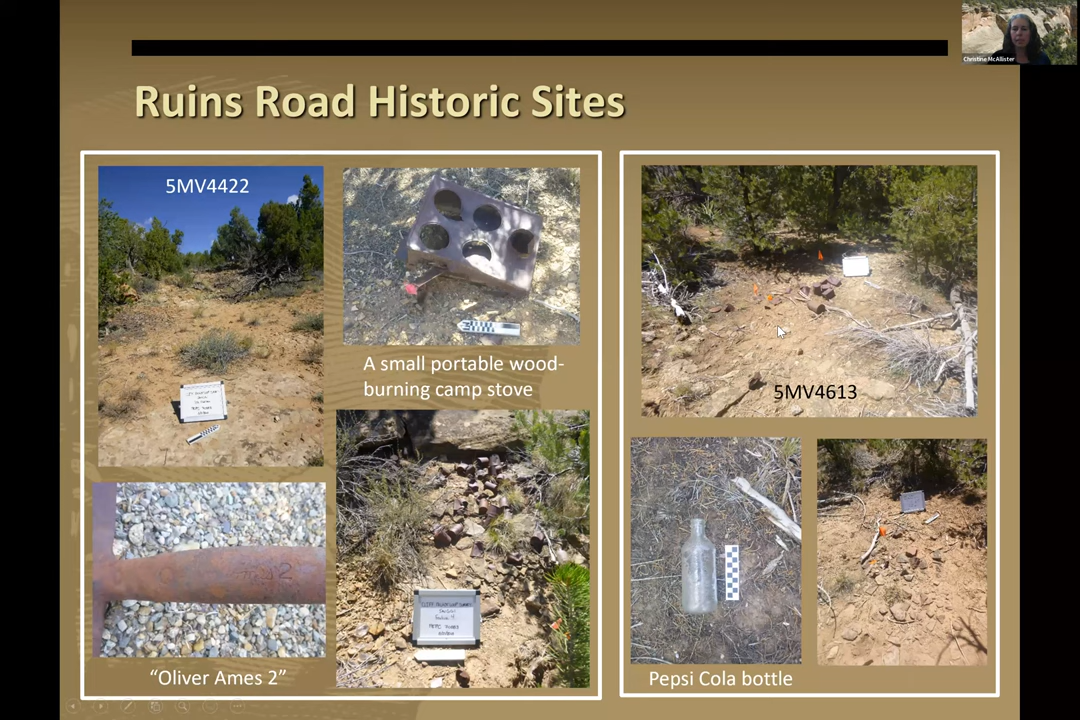 Christine McAllister
Ruins Road Historic Sites
5MV4422
A small portable wood-
burning camp stove
“Oliver Ames 2”
5MV4613
Pepsi Cola bottle